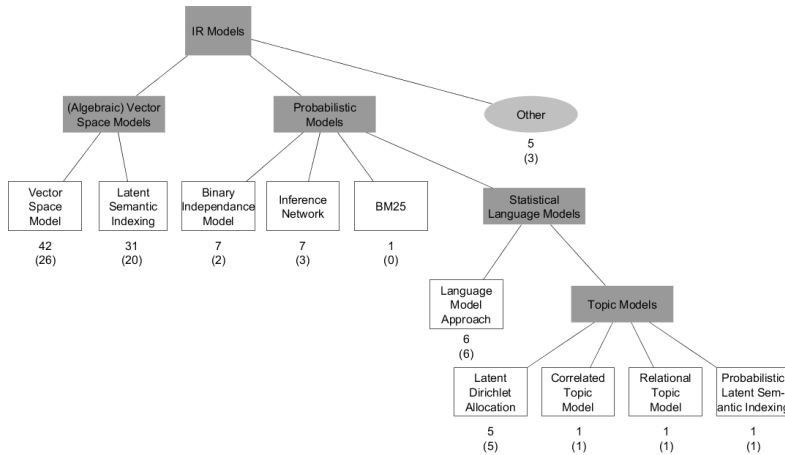 IR Models
(Algebraic) Vector
Space Models
Probabilistic
Models
Other
5
(3)
Vector
Space
Model
42
(26)
Latent
Semantic
Indexing
31
(20)
Binary
Independance
Model
7
(2)
Inference
Network
7
(3)
BM25
1
(0)
Statistical
Language Models
Language
Model
Approach
6
(6)
Topic Models
Latent
Dirichlet
Allocation
5
(5)
Correlated
Topic
Model
1
(1)
Relational
Topic
Model
1
(1)
Probabilistic
Latent Sem-
antic Indexing
1
(1)